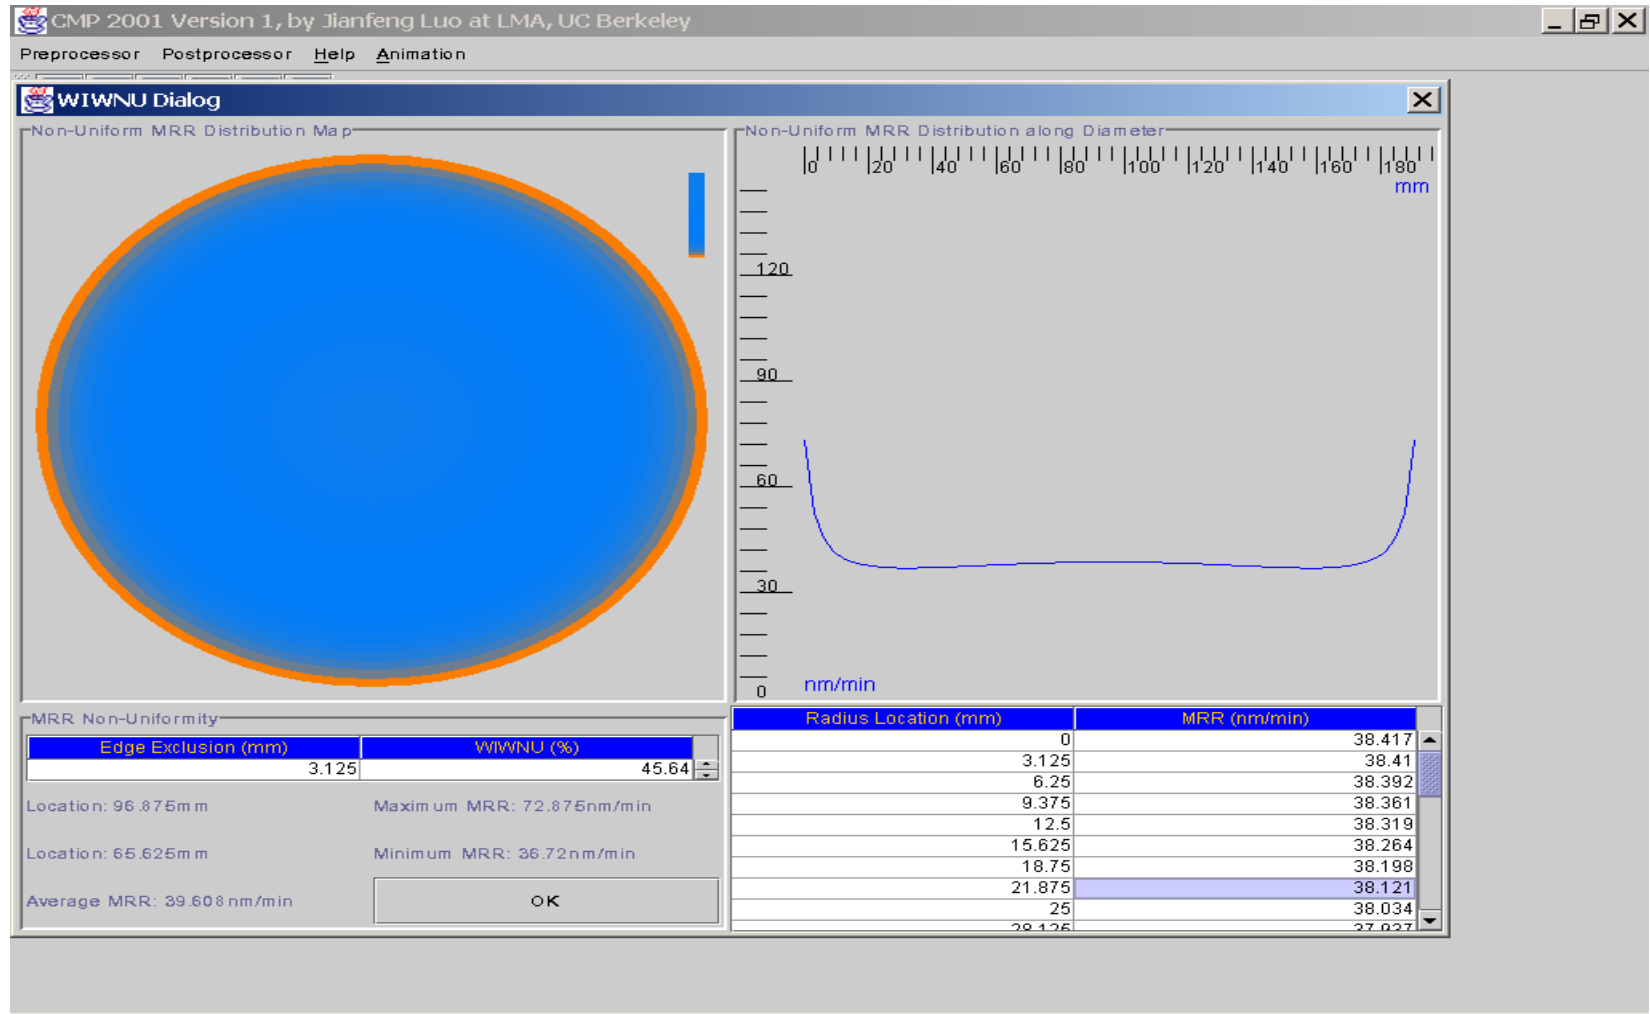 CMP 2001 Version 1, by Jianfeng Luo at LMA, UC Berkeley
Preprocessor Postprocessor Help Animation
WIWNU Dialog
Non-Uniform MRR Distribution Map
Non-Uniform MRR Distribution along Diameter
0 20 40 60 80 100 120 140 160 180
mm
120
90
60
30
0
nm/min
MRR Non-Uniformity
Edge Exclusion (mm) WIWNU (%)
3.125 45.64
Location: 96.875mm Maximum MRR: 72.875nm/min
Location: 65.625mm Minimum MRR: 36.72nm/min
Average MRR: 39.608nm/min
OK
Radius Location (mm) MRR (nm/min)
0 38.417
3.125 38.41
6.25 38.392
9.375 38.361
12.5 38.319
15.625 38.264
18.75 38.198
21.875 38.121
25 38.034
28.125 37.937